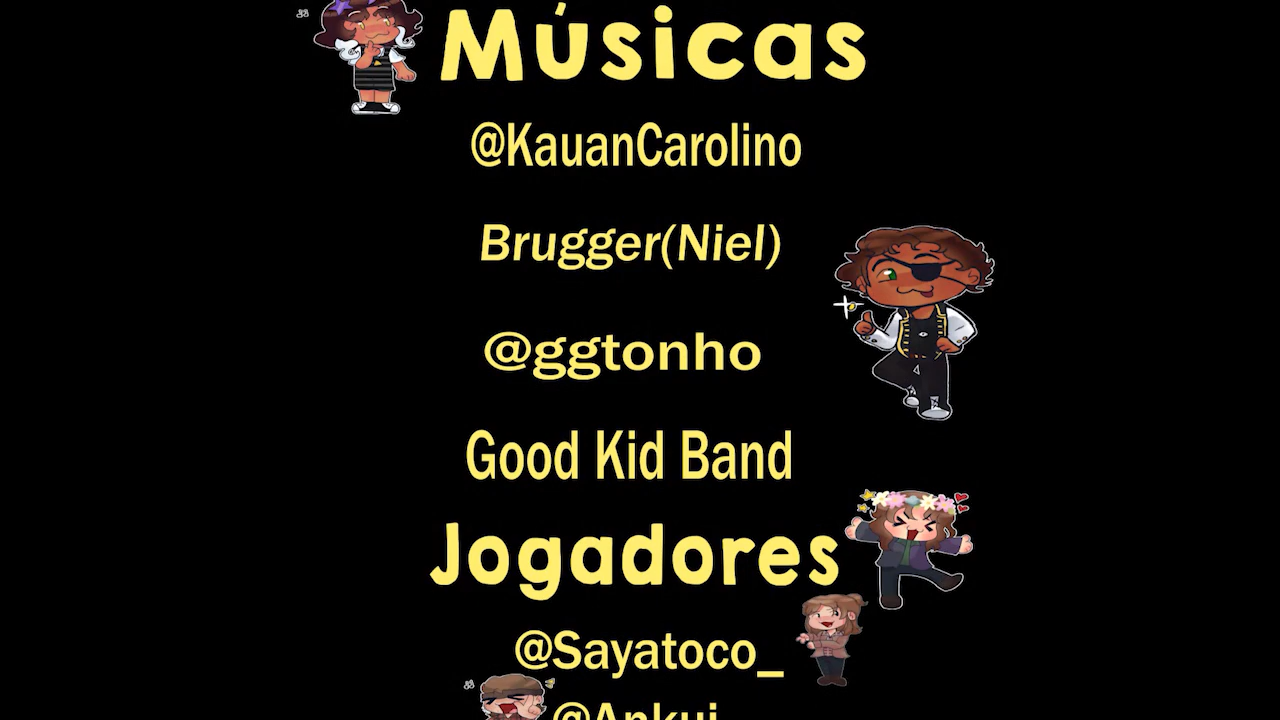 Músicas
@KauanCarolino
Brugger(Niel)
@ggtonho
Good Kid Band
Jogadores
@Sayatoco_